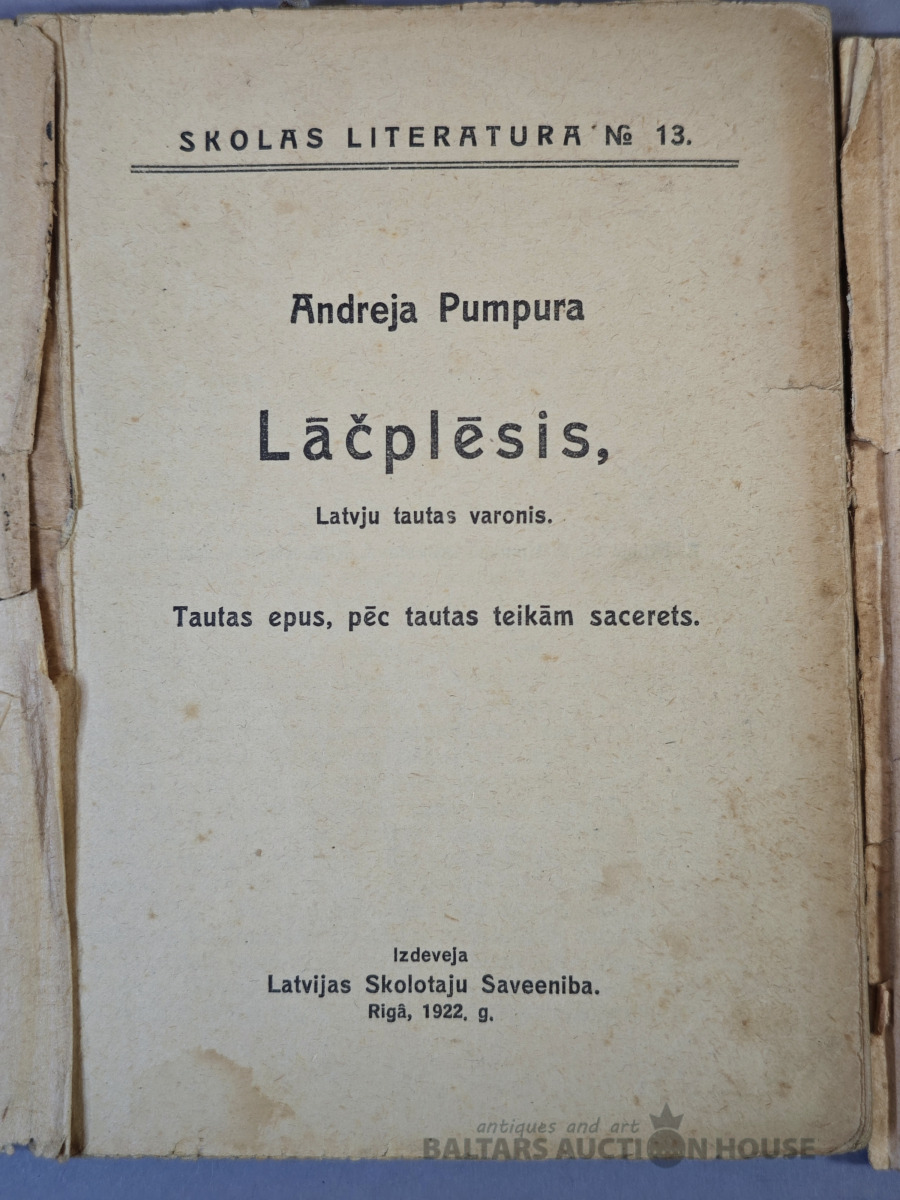 SKOLAS LITERATURA № 13.
Andreja Pumpura
Lāčplēsis,
Latvju tautas varonis.
Tautas epus, pēc tautas teikām sacerets.
Izdeveja
Latvijas Skolotaju Saveeniba.
Rigâ, 1922. g.
antiques and art
BALTARS AUCTION HOUSE